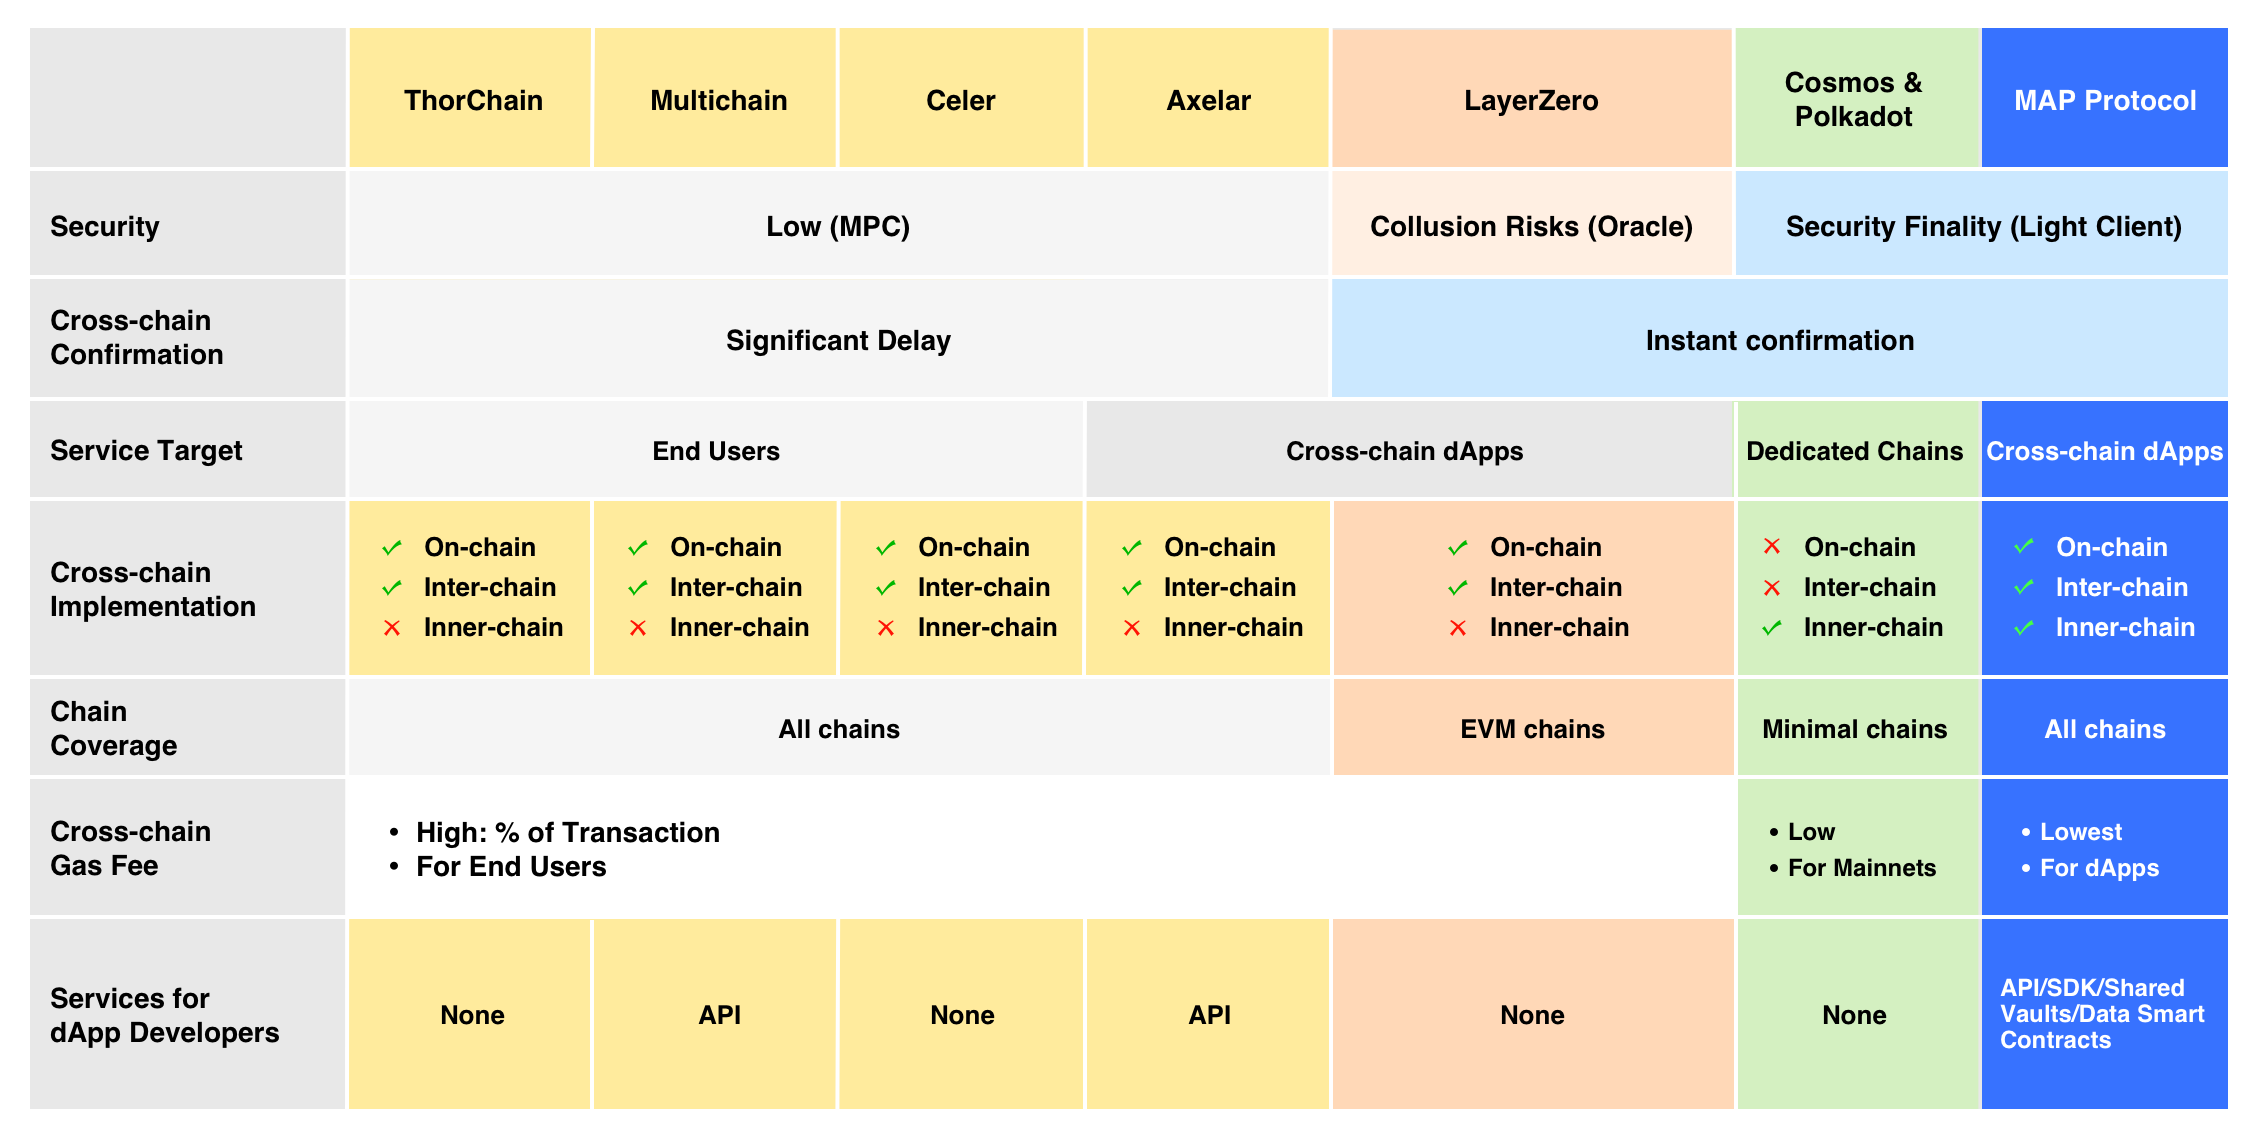 ThorChain
Multichain
Celer
Axelar
LayerZero
Cosmos &
Polkadot
MAP Protocol
Security
Low (MPC)
Collusion Risks (Oracle)
Security Finality (Light Client)
Cross-chain
Confirmation
Significant Delay
Instant confirmation
Service Target
End Users
Cross-chain dApps
Dedicated Chains
Cross-chain dApps
Cross-chain
Implementation
✓ On-chain
✓ Inter-chain
✗ Inner-chain
✓ On-chain
✓ Inter-chain
✗ Inner-chain
✓ On-chain
✓ Inter-chain
✗ Inner-chain
✓ On-chain
✓ Inter-chain
✗ Inner-chain
✓ On-chain
✓ Inter-chain
✗ Inner-chain
✗ On-chain
✗ Inter-chain
✓ Inner-chain
✓ On-chain
✓ Inter-chain
✓ Inner-chain
Chain
Coverage
All chains
EVM chains
Minimal chains
All chains
Cross-chain
Gas Fee
• High: % of Transaction
• For End Users
• Low
• For Mainnets
• Lowest
• For dApps
Services for
dApp Developers
None
API
None
API
None
None
API/SDK/Shared
Vaults/Data Smart
Contracts